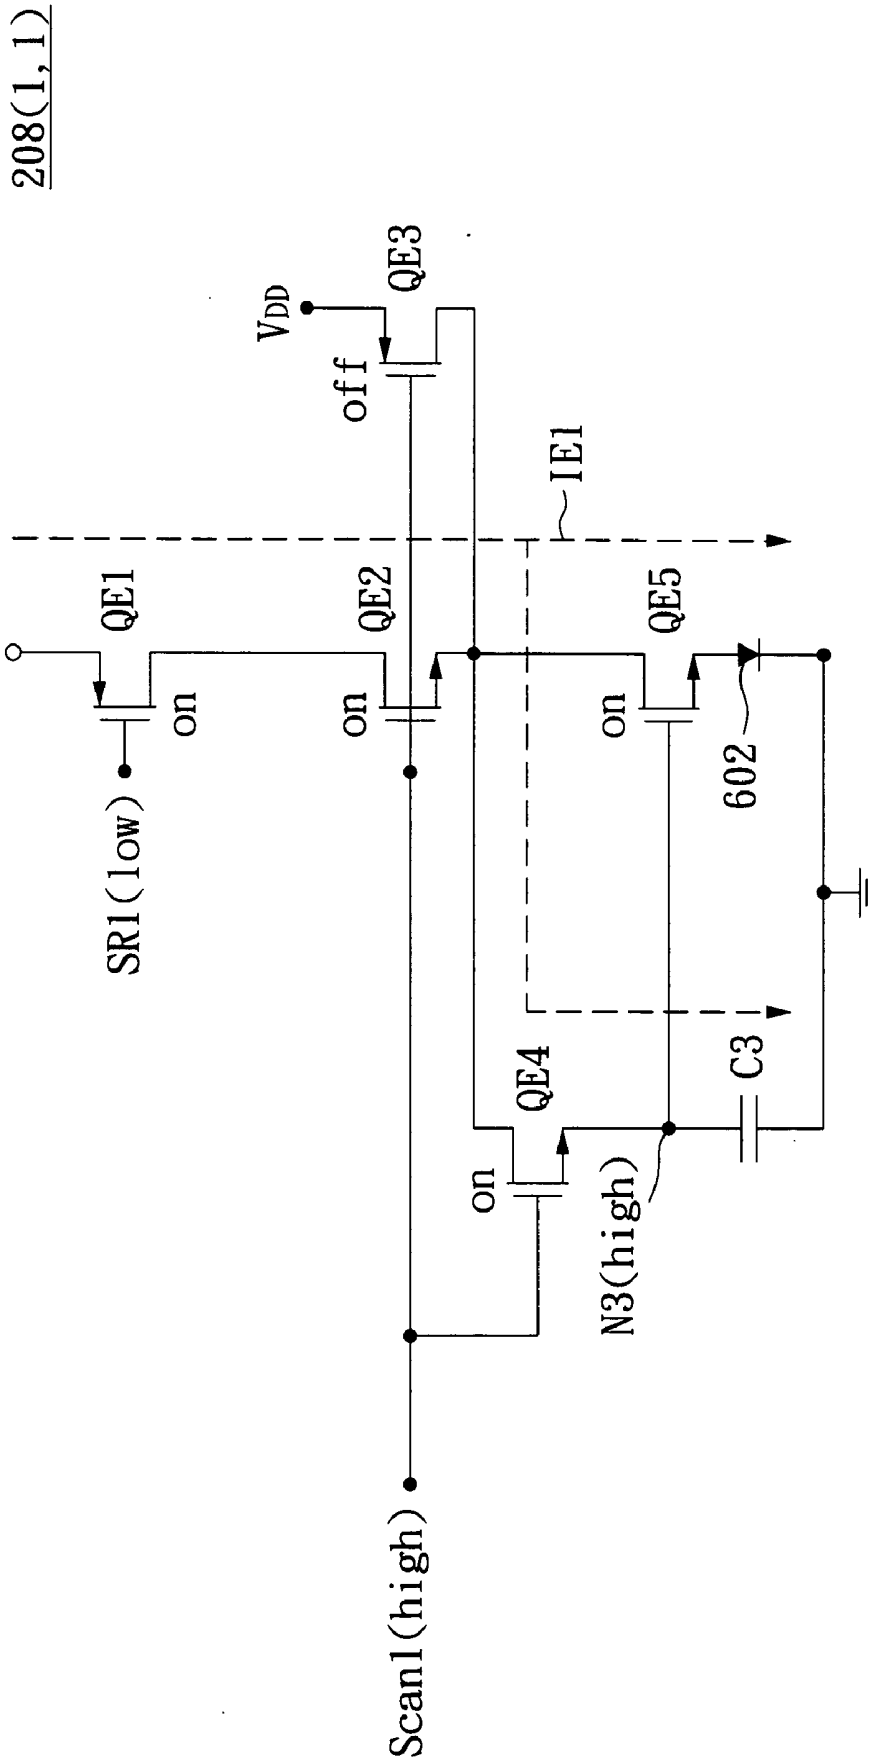 208(1,1)
VDD
QE3
off
IE1
QE1
on
QE2
on
QE5
on
SR1(low)
602
QE4
on
C3
N3(high)
Scan1(high)